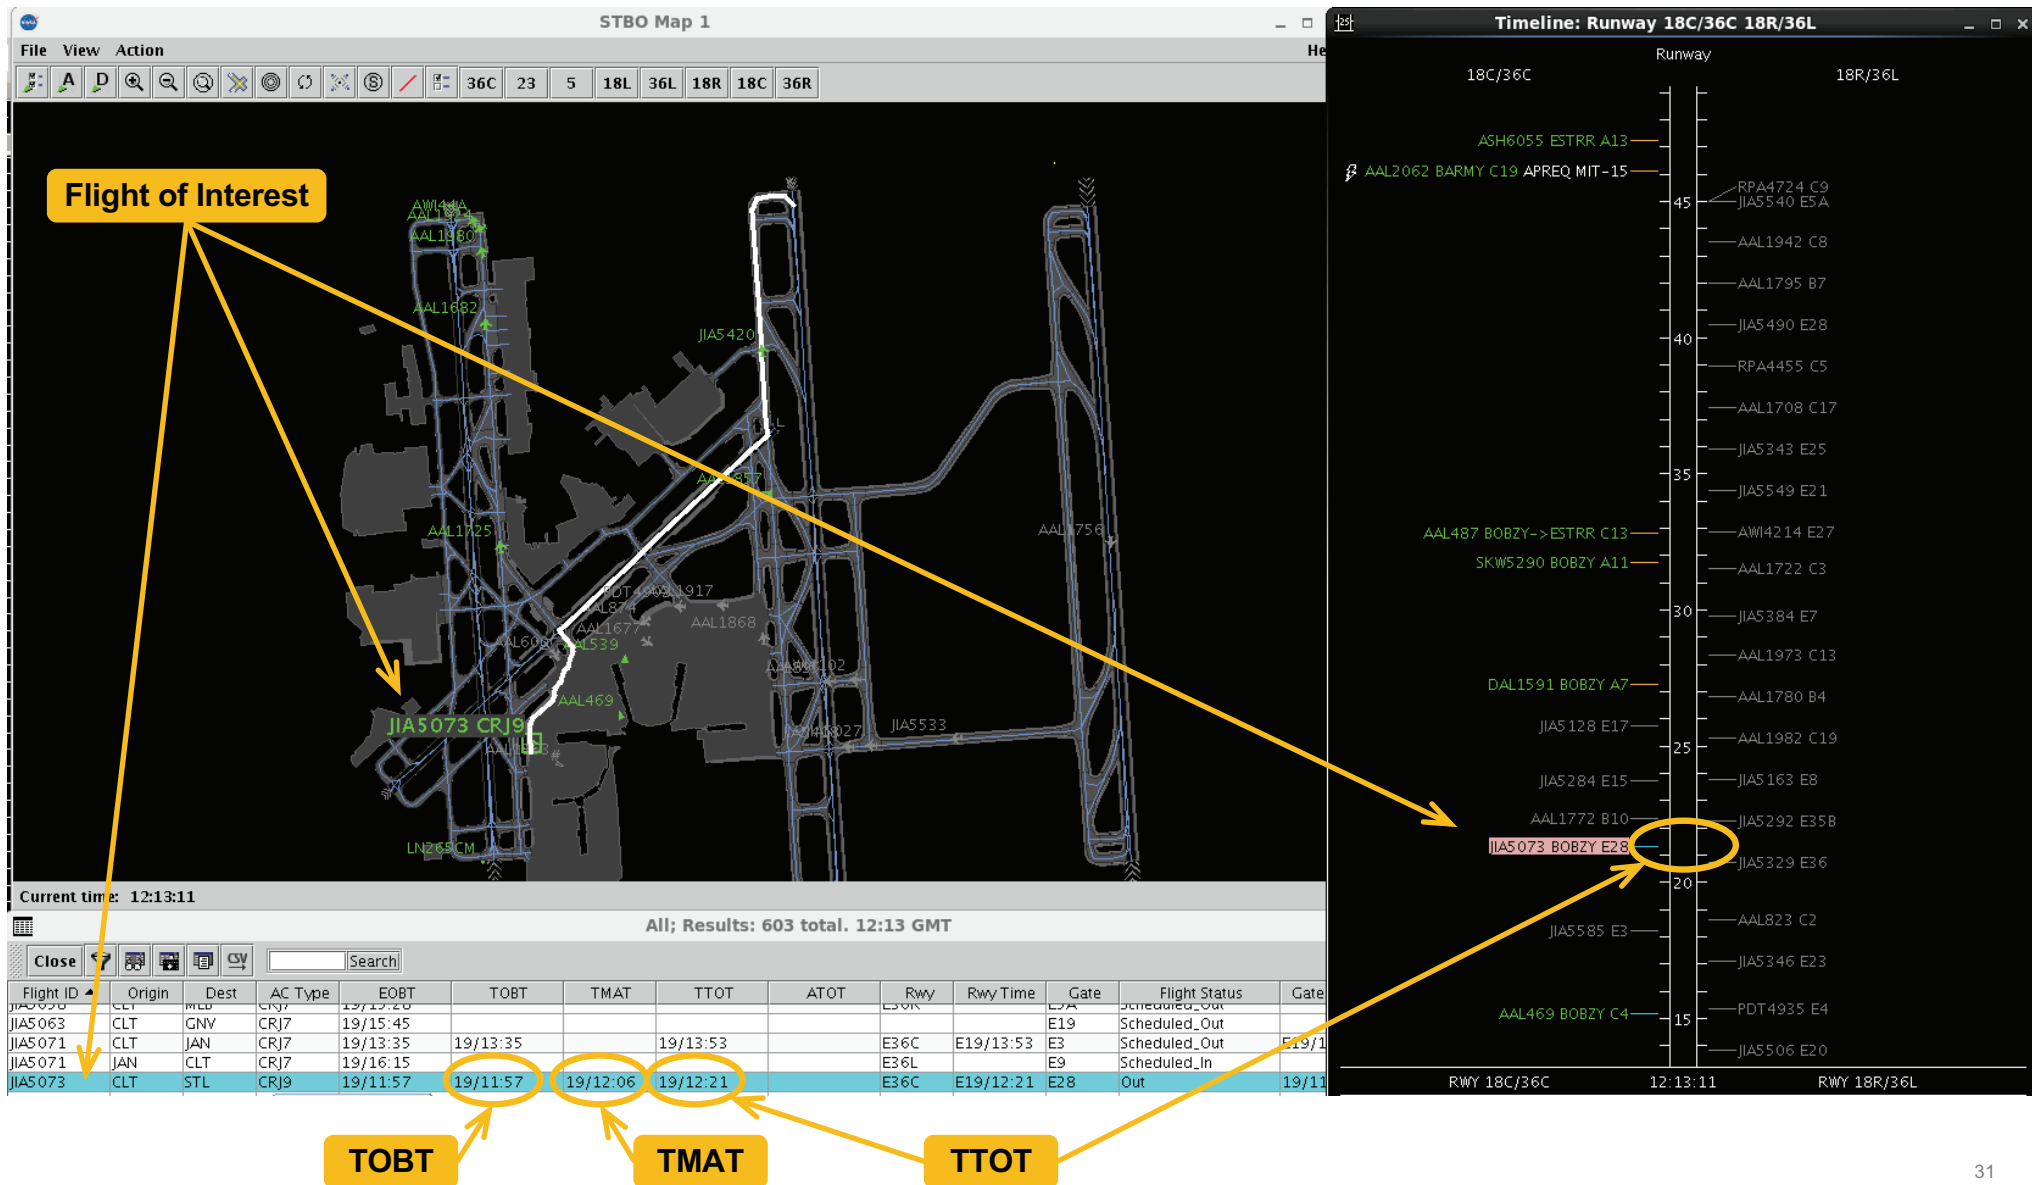 STBO Map 1
File View Action He
A D S 36C 23 5 18L 36L 18R 18C 36R
Flight of Interest
AAL1980
AAL1682
JIA5420
AAL1725
AAL1756
AAL1917
AAL874
AAL1677
AAL1868
AAL539
AAL469
JIA5533
JIA5073 CRJ9
LN265CM
Current time: 12:13:11
All; Results: 603 total. 12:13 GMT
Close CSV Search
Flight ID Origin Dest AC Type EOBT TOBT TMAT TTOT ATOT Rwy Rwy Time Gate Flight Status Gate
JIA5063 CLT GNV CRJ7 19/15:45 E19 Scheduled_Out
JIA5071 CLT JAN CRJ7 19/13:35 19/13:35 19/13:53 E36C E19/13:53 E3 Scheduled_Out E19/1
JIA5071 JAN CLT CRJ7 19/16:15 E36L E9 Scheduled_In
JIA5073 CLT STL CRJ9 19/11:57 19/11:57 19/12:06 19/12:21 E36C E19/12:21 E28 Out 19/11
TOBT
TMAT
TTOT
Timeline: Runway 18C/36C 18R/36L
Runway
18C/36C 18R/36L
ASH6055 ESTRR A13
AAL2062 BARMY C19 APREQ MIT-15
RPA4724 C9
45 JIA5540 E5A
AAL1942 C8
AAL1795 B7
JIA5490 E28
40
RPA4455 C5
AAL1708 C17
JIA5343 E25
35
JIA5549 E21
AAL487 BOBZY->ESTRR C13 AWI4214 E27
SKW5290 BOBZY A11 AAL1722 C3
30 JIA5384 E7
AAL1973 C13
DAL1591 BOBZY A7 AAL1780 B4
JIA5128 E17 AAL1982 C19
25
JIA5284 E15 JIA5163 E8
AAL1772 B10 JIA5292 E35B
JIA5073 BOBZY E28 JIA5329 E36
20
JIA5585 E3 AAL823 C2
JIA5346 E23
AAL469 BOBZY C4 15 PDT4935 E4
JIA5506 E20
RWY 18C/36C 12:13:11 RWY 18R/36L
31